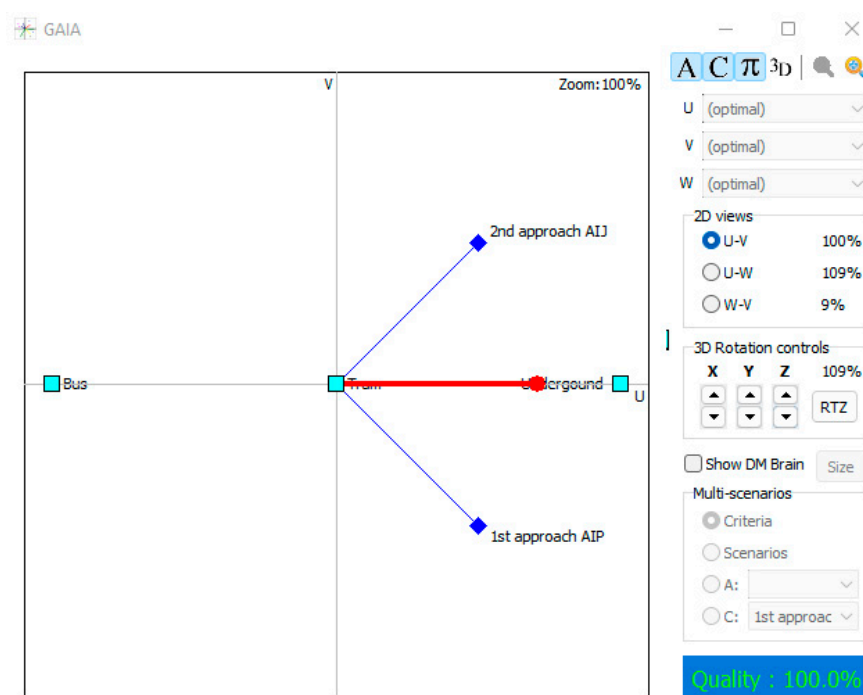 GAIA
V
Zoom:100%
A C π 3D
U (optimal)
V (optimal)
W (optimal)
2D views
U-V 100%
U-W 109%
W-V 9%
2nd approach AIJ
Bus
Tram
Undergound
U
1st approach AIP
3D Rotation controls
X Y Z 109%
RTZ
Show DM Brain Size
Multi-scenarios
Criteria
Scenarios
A:
C: 1st approac
Quality : 100.0%